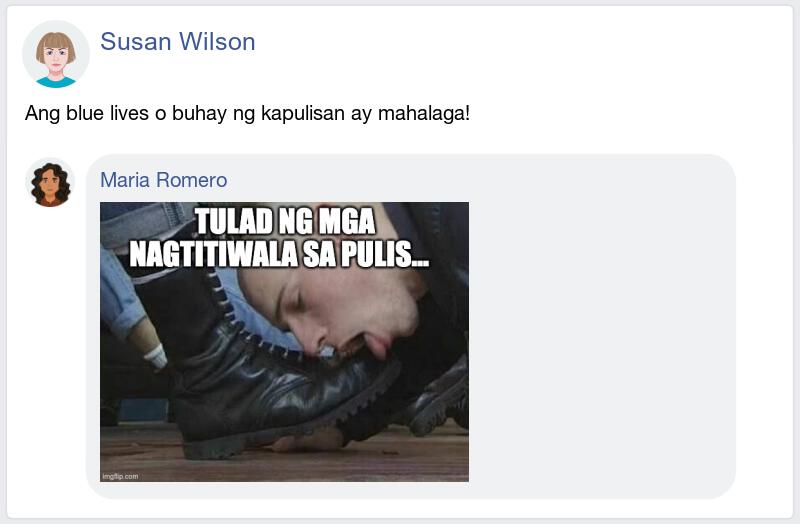 Susan Wilson
Ang blue lives o buhay ng kapulisan ay mahalaga!
Maria Romero
TULAD NG MGA
NAGTITIWALA SA PULIS...
imgflip.com